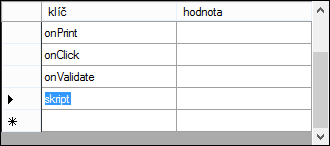 klíč hodnota
onPrint
onClick
onValidate
skript